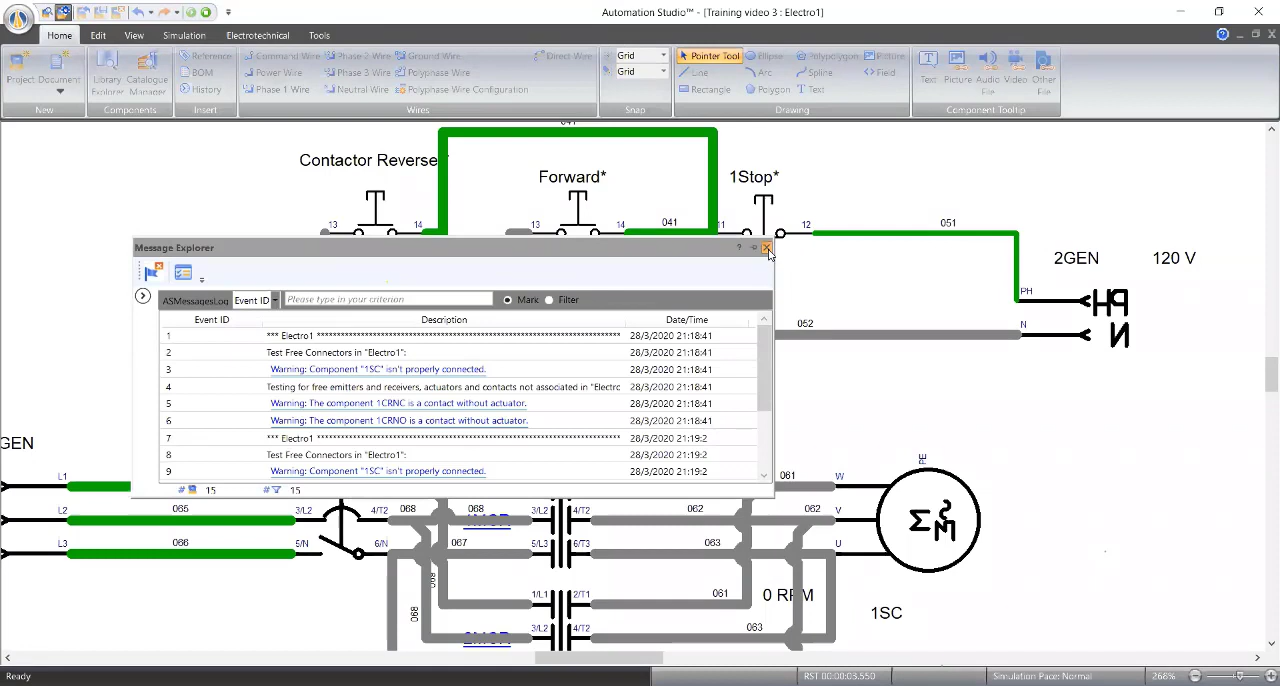 Automation Studio™ - [Training video 3 : Electro1]
Home Edit View Simulation Electrotechnical Tools
Project Document
New
Library Explorer
Catalogue Manager
Components
Reference
BOM
History
Insert
Command Wire Phase 2 Wire Ground Wire Direct Wire
Power Wire Phase 3 Wire Polyphase Wire
Phase 1 Wire Neutral Wire Polyphase Wire Configuration
Wires
Grid
Grid
Snap
Pointer Tool Ellipse Polypolygon Picture
Line Arc Spline Field
Rectangle Polygon Text
Drawing
Text Picture Audio File Video Other File
Component Tooltip
041
Contactor Reverse
Forward*
1Stop*
13 14 13 14 041 11 12 051
2GEN 120 V
PH
PH
052 N
N
Message Explorer
?
ASMessagesLog Event ID Please type in your criterion Mark Filter
Event ID Description Date/Time
1 *** Electro1 ******************************************************************************** 28/3/2020 21:18:41
2 Test Free Connectors in "Electro1": 28/3/2020 21:18:41
3 Warning: Component "1SC" isn't properly connected. 28/3/2020 21:18:41
4 Testing for free emitters and receivers, actuators and contacts not associated in "Electrc 28/3/2020 21:18:41
5 Warning: The component 1CRNC is a contact without actuator. 28/3/2020 21:18:41
6 Warning: The component 1CRNO is a contact without actuator. 28/3/2020 21:18:41
7 *** Electro1 ******************************************************************************** 28/3/2020 21:19:2
8 Test Free Connectors in "Electro1": 28/3/2020 21:19:2
9 Warning: Component "1SC" isn't properly connected. 28/3/2020 21:19:2
# 15 # 15
GEN
L1 061 W
PE
L2 065 3/L2 4/T2 068 068 1MCR 3/L2 4/T2 062 062 V
L3 066 5/N 6/N 067 5/L3 6/T3 063 U
M
069
068
1/L1 2/T1 061 0 RPM
1SC
2MCR 3/L2 4/T2 063
Ready RST 00:00:03.550 Simulation Pace: Normal 268%